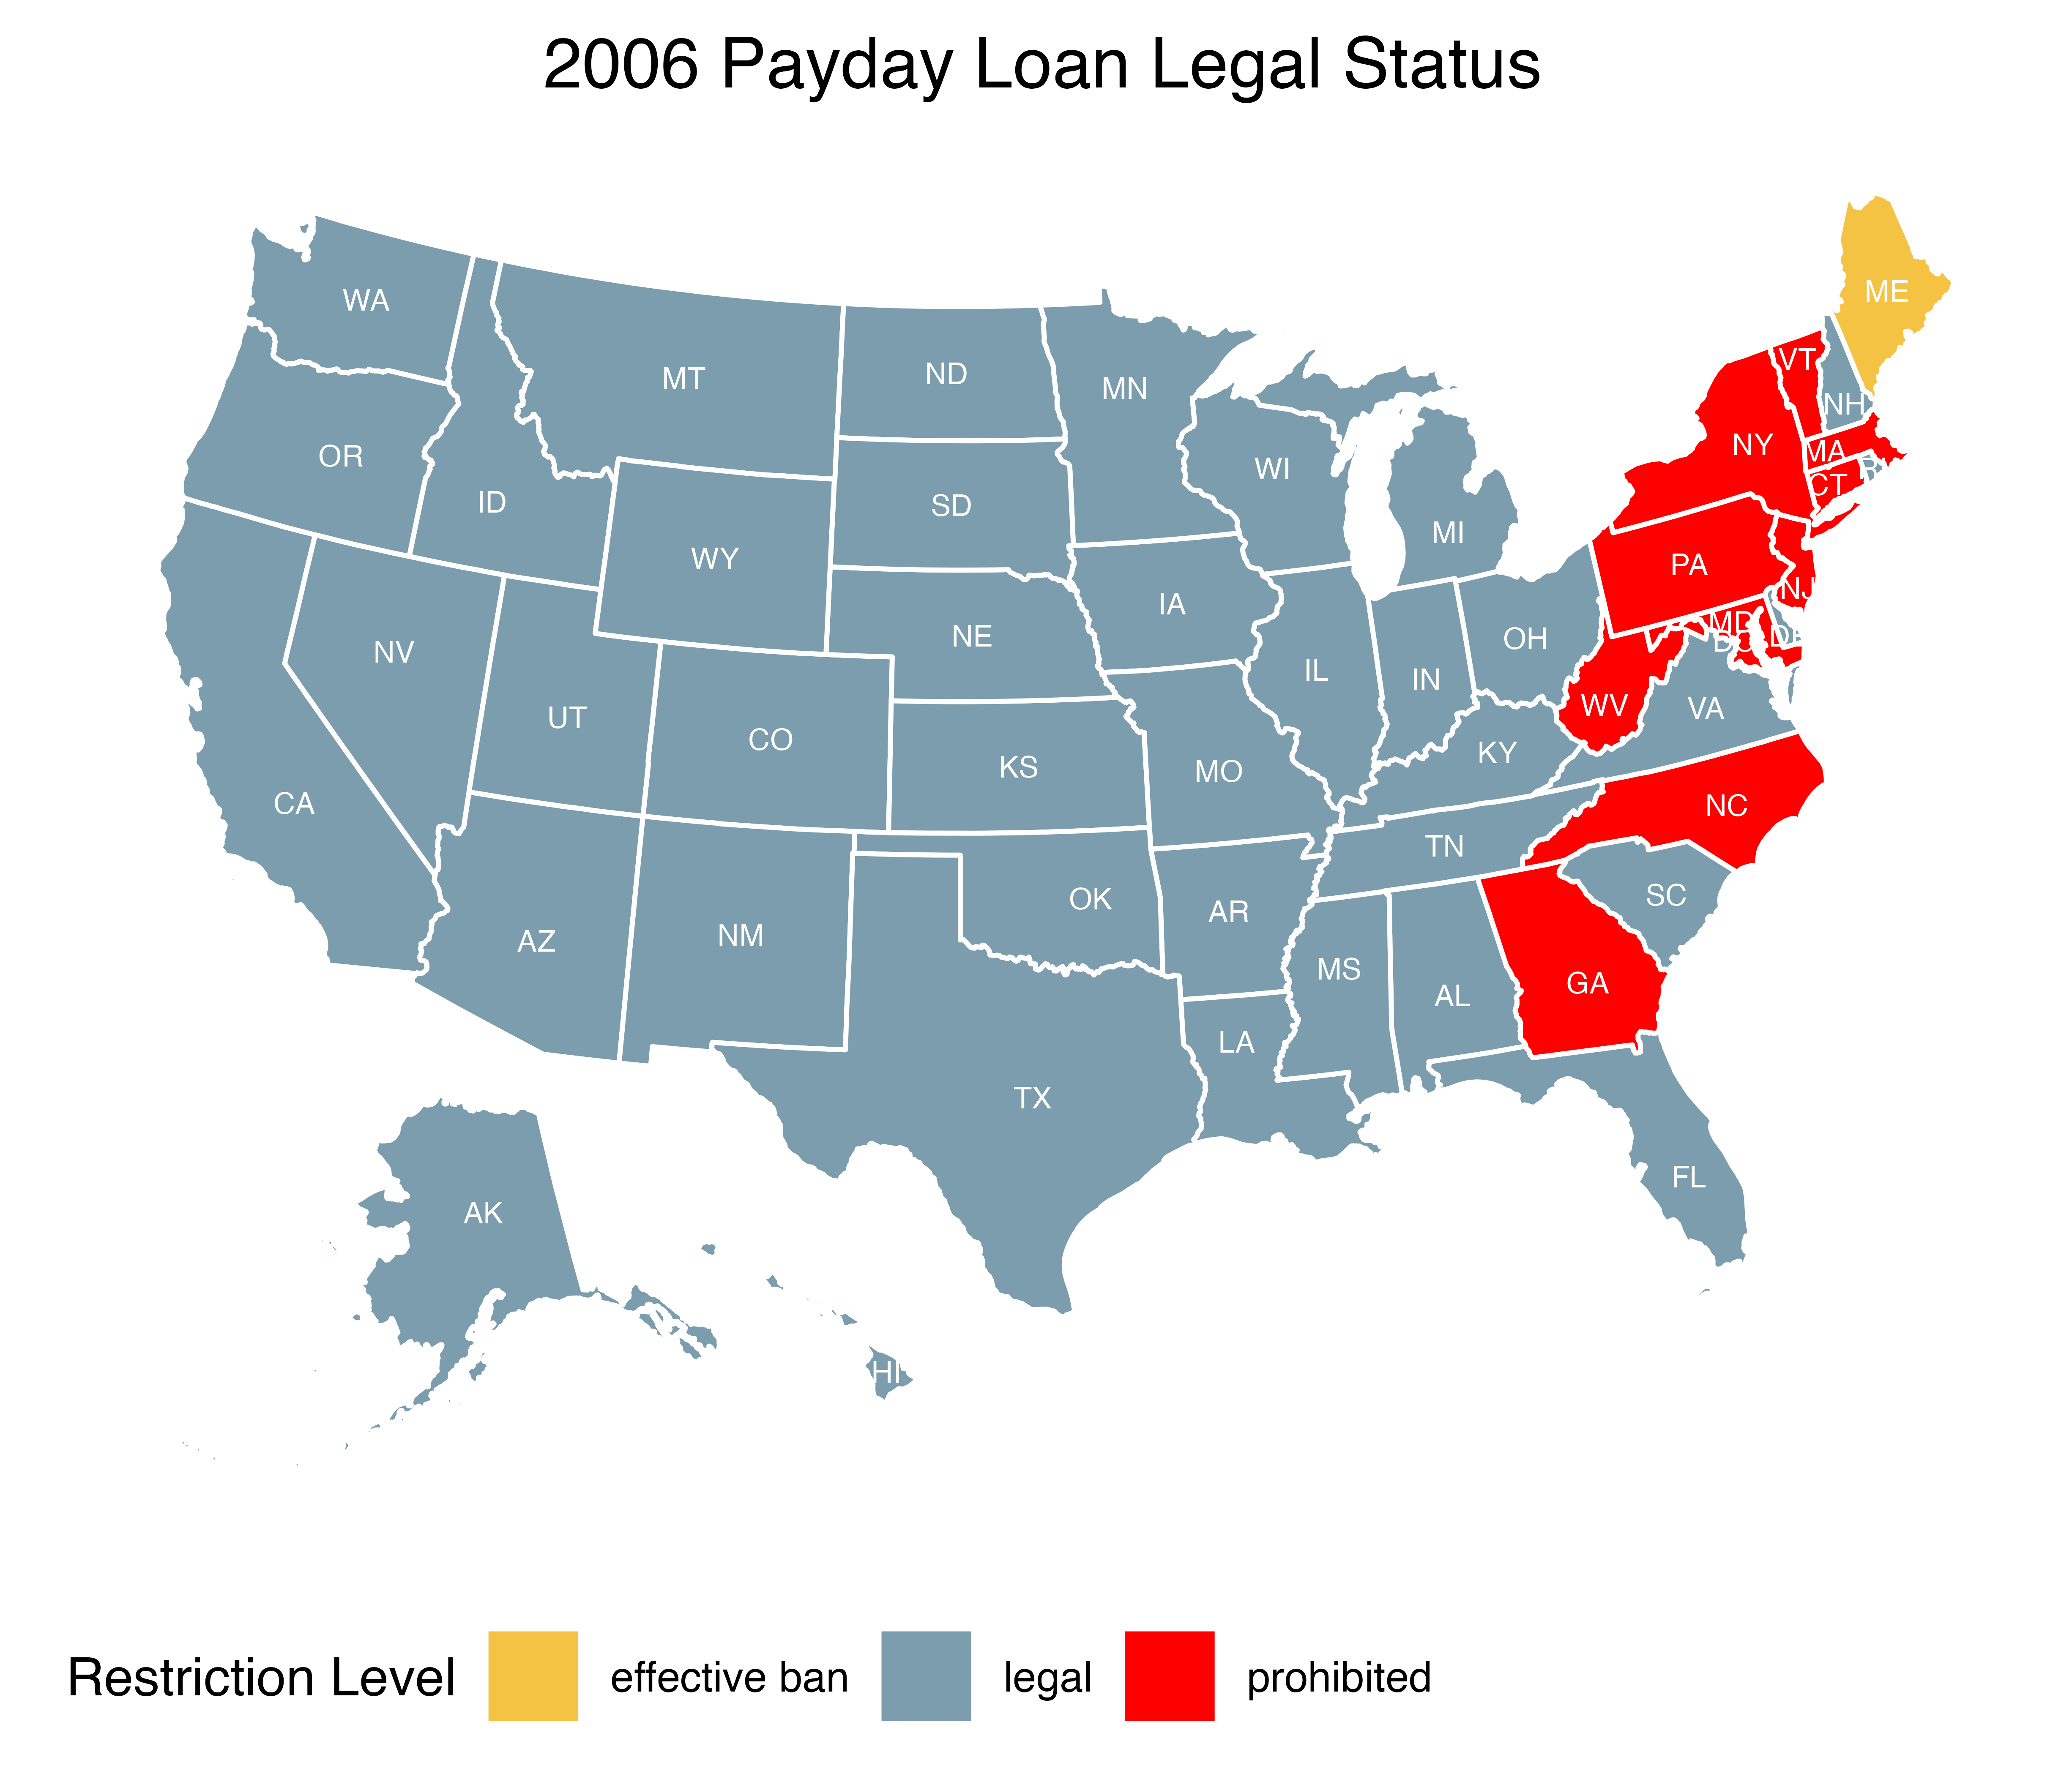 2006 Payday Loan Legal Status
ME
WA
VT
MT
ND
MN
NH
OR
NY
MA
WI
CT
ID
SD
MI
WY
PA
NJ
IA
MD
NE
OH
DC
NV
IL
IN
WV
VA
UT
CO
KS
MO
KY
CA
NC
TN
OK
AR
SC
AZ
NM
MS
GA
AL
LA
TX
FL
AK
HI
Restriction Level effective ban legal prohibited